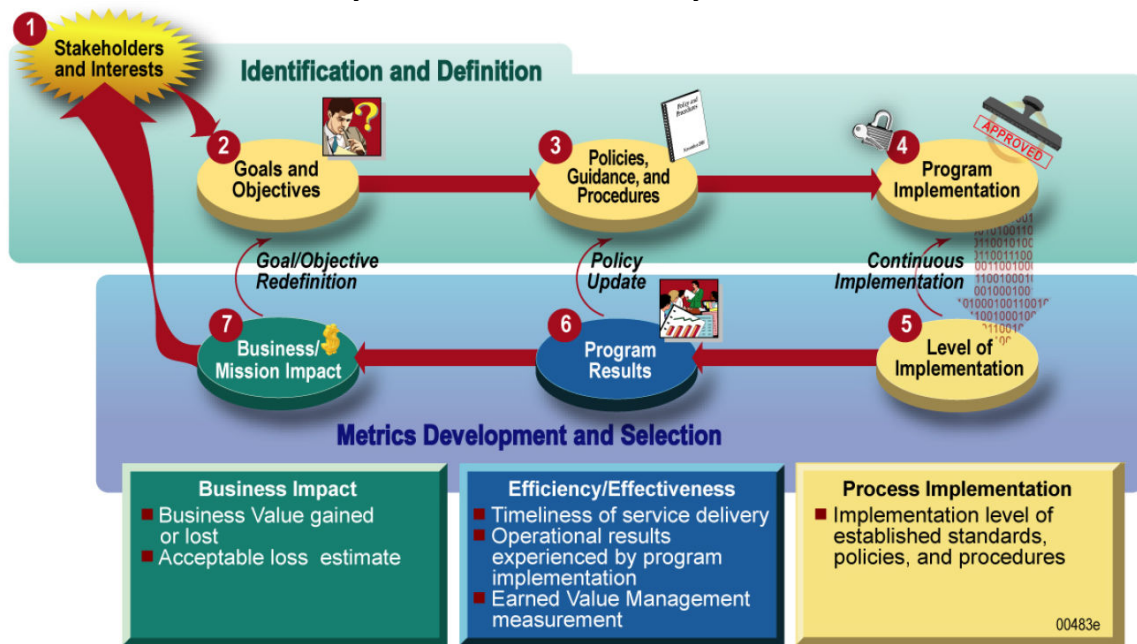 1
Stakeholders
and Interests
Identification and Definition
2
Goals and
Objectives
3
Policies,
Guidance, and
Procedures
Policy and
Procedures
4
Program
Implementation
APPROVED
Goal/Objective
Redefinition
Policy
Update
Continuous
Implementation
7
Business/
Mission Impact
6
Program
Results
5
Level of
Implementation
Metrics Development and Selection
Business Impact
Business Value gained
or lost
Acceptable loss estimate
Efficiency/Effectiveness
Timeliness of service delivery
Operational results
experienced by program
implementation
Earned Value Management
measurement
Process Implementation
Implementation level of
established standards,
policies, and procedures
00483e